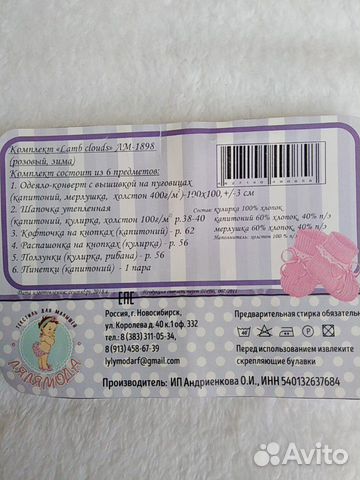 Комплект «Lamb clouds» ЛМ-1898
(розовый, зима)
Комплект состоит из 6 предметов:
1. Одеяло-конверт с вышивкой на пуговицах
(капитоний, мерлушка, холстон 400г/м²)-100х100,+/-3 см
2. Шапочка утепленная
(капитоний, кулирка, холстон 100г/м²) р.38-40
3. Кофточка на кнопках (капитоний) - р. 62
4. Распашонка на кнопках (кулирка) - р. 56
5. Ползунки (кулирка, рибана) - р. 56
6. Пинетки (капитоний) - 1 пара
Состав: кулирка 100% хлопок
капитоний 60% хлопок, 40% п/э
мерлушка 60% хлопок, 40% п/э
Наполнитель: холстон 100 % п/э
ЕАС
Россия, г. Новосибирск,
ул. Королева д. 40 к.1 оф. 332
тел.: 8 (383) 311-05-34,
8 (913) 458-67-39
lylymodarf@gmail.com
Предварительная стирка обязательна
40
Перед использованием извлеките
скрепляющие булавки
ТЕКСТИЛЬ ДЛЯ МАЛЫШЕЙ
ЛЯЛЯМОДА
Производитель: ИП Андриенкова О.И., ИНН 540132637684
Avito